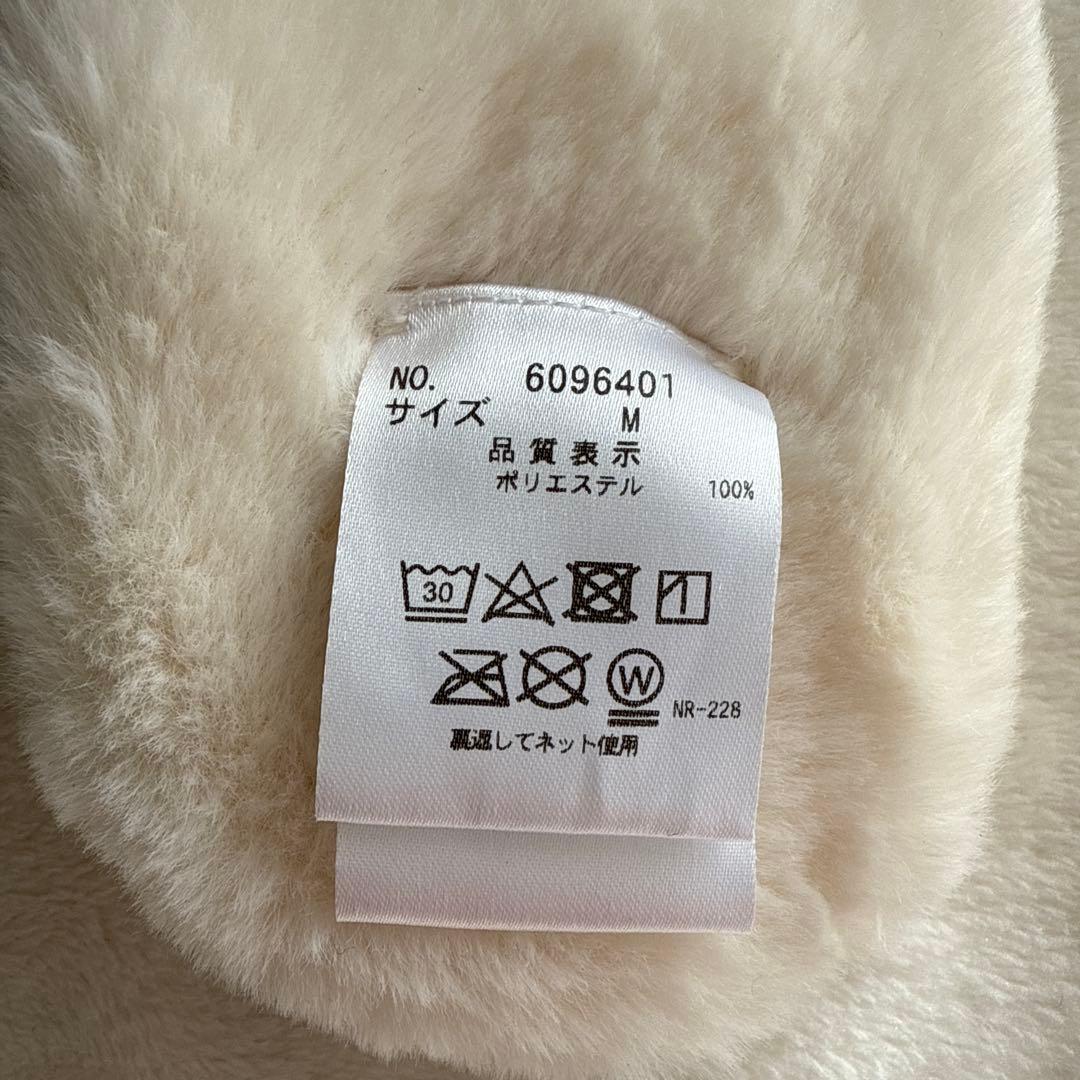 NO. 6096401
サイズ M
品質表示
ポリエステル 100%
30
W NR-228
裏返してネット使用